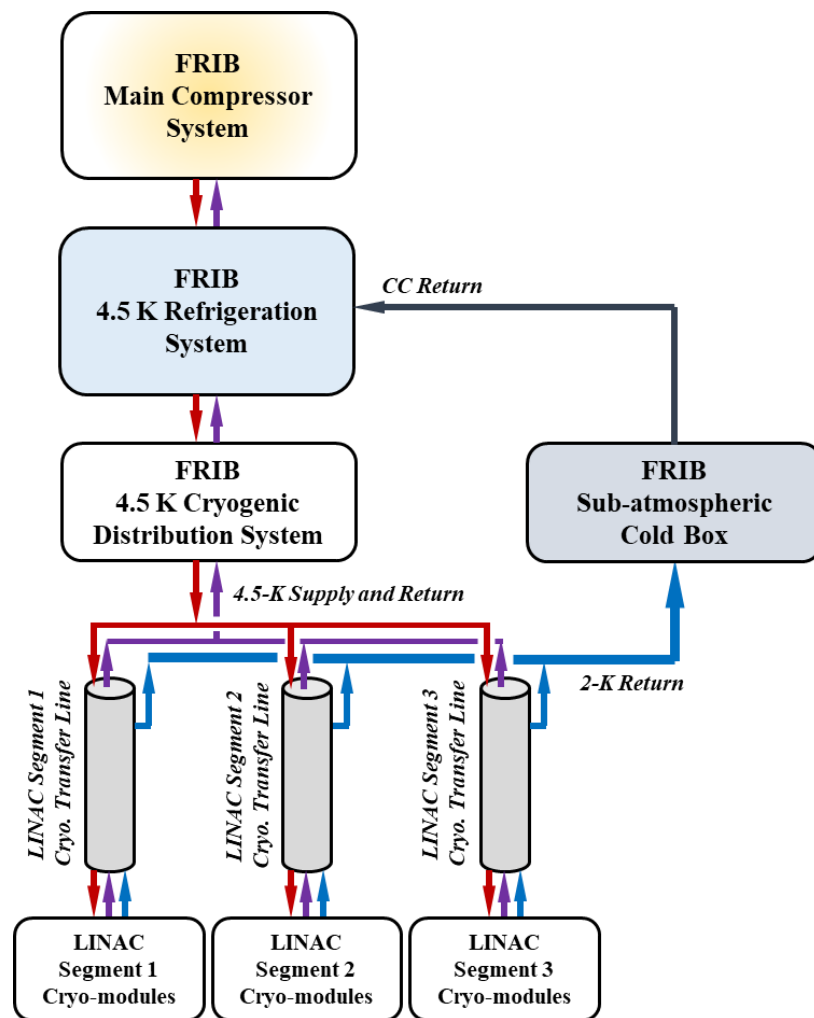 FRIB
Main Compressor
System
FRIB
4.5 K Refrigeration
System
CC Return
FRIB
4.5 K Cryogenic
Distribution System
FRIB
Sub-atmospheric
Cold Box
4.5-K Supply and Return
2-K Return
LINAC Segment 1
Cryo. Transfer Line
LINAC Segment 2
Cryo. Transfer Line
LINAC Segment 3
Cryo. Transfer Line
LINAC
Segment 1
Cryo-modules
LINAC
Segment 2
Cryo-modules
LINAC
Segment 3
Cryo-modules